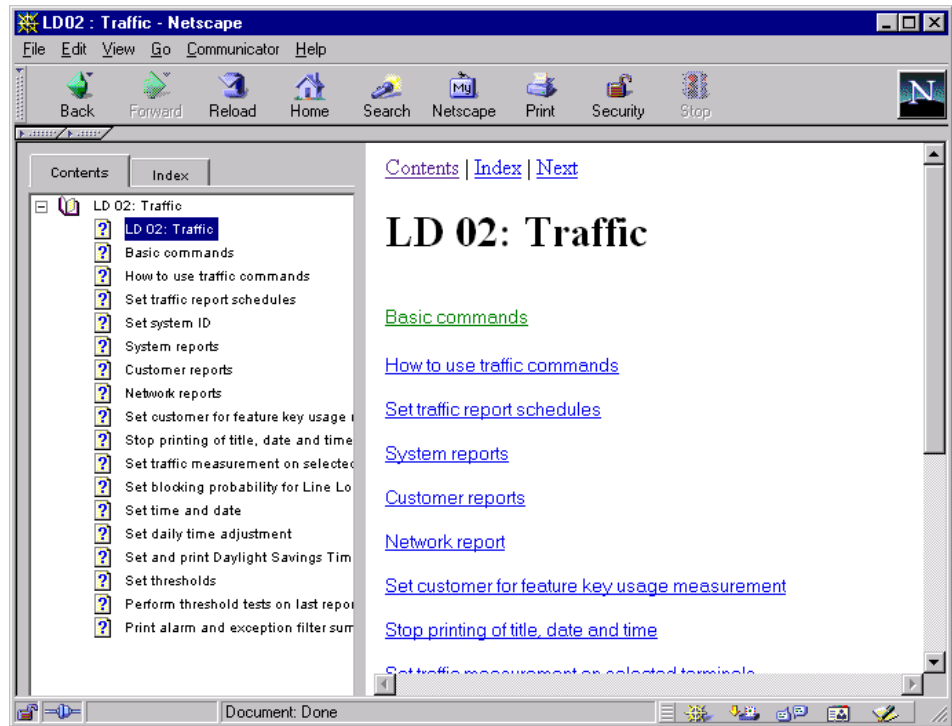 LD02 : Traffic - Netscape
File Edit View Go Communicator Help
Back Forward Reload Home Search Netscape Print Security Stop
My
N
Contents Index
LD 02: Traffic
LD 02: Traffic
Basic commands
How to use traffic commands
Set traffic report schedules
Set system ID
System reports
Customer reports
Network reports
Set customer for feature key usage
Stop printing of title, date and time
Set traffic measurement on selected
Set blocking probability for Line Lo
Set time and date
Set daily time adjustment
Set and print Daylight Savings Tim
Set thresholds
Perform threshold tests on last repor
Print alarm and exception filter sum
Contents | Index | Next
LD 02: Traffic
Basic commands
How to use traffic commands
Set traffic report schedules
System reports
Customer reports
Network report
Set customer for feature key usage measurement
Stop printing of title, date and time
Set traffic measurement on selected terminals
Document: Done